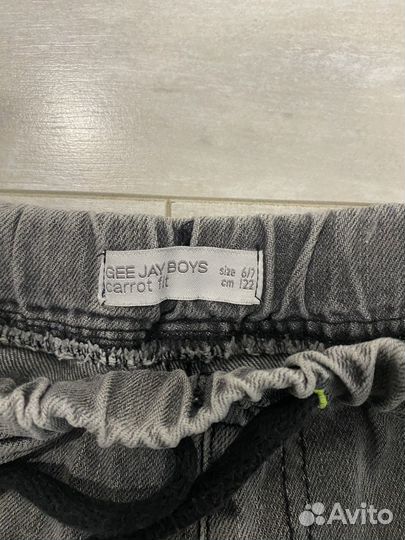 GEE JAY BOYS size 6/7
carrot fit cm 122
Avito